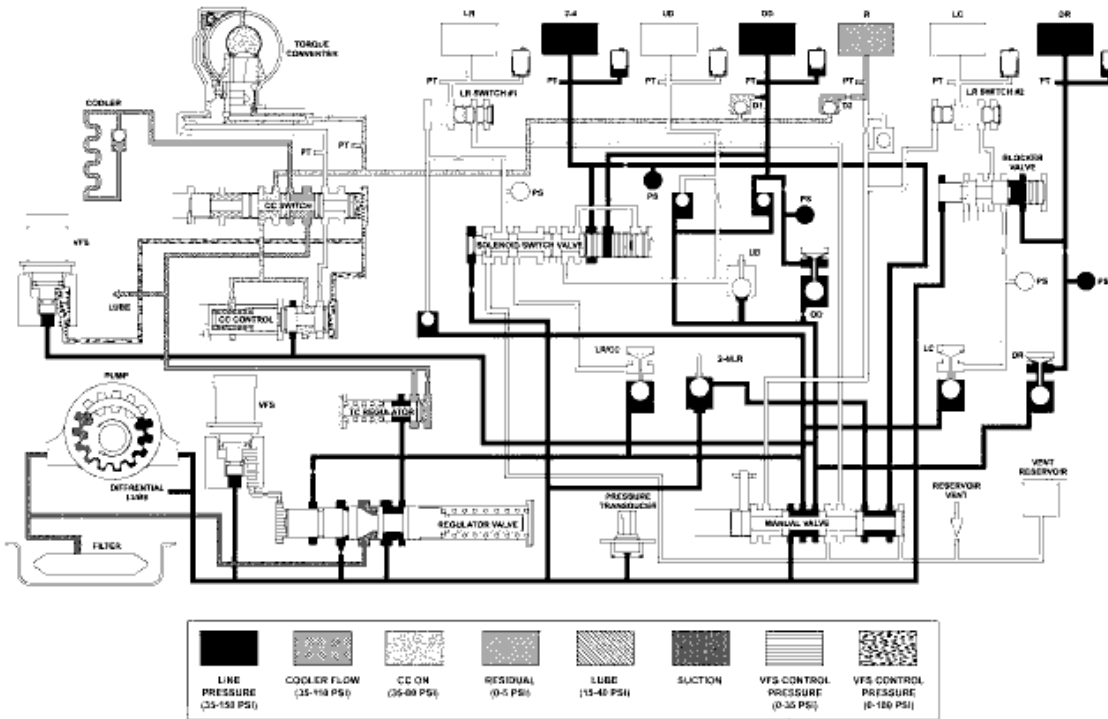 LR
2-4
UD
OD
R
LC
DR
TORQUE
CONVERTER
PT
PT
PT
PT
PT
PT
PT
LR SWITCH #1
D1
D2
LR SWITCH #2
COOLER
PT
PT
BLOCKER
VALVE
PS
PS
PS
CC SWITCH
VFS
SOLENOID SWITCH VALVE
UD
OD
PS
PS
LUBE
CC CONTROL
LR/CC
2-4/LR
LC
DR
PUMP
VFS
TC REGULATOR
VENT
RESERVOIR
DIFFRENTIAL
LUBE
PRESSURE
TRANSDUCER
RESERVOIR
VENT
REGULATOR VALVE
MANUAL VALVE
FILTER
LINE
PRESSURE
(35-150 PSI)
COOLER FLOW
(35-110 PSI)
CC ON
(35-80 PSI)
RESIDUAL
(0-5 PSI)
LUBE
(15-40 PSI)
SUCTION
VFS CONTROL
PRESSURE
(0-35 PSI)
VFS CONTROL
PRESSURE
(0-100 PSI)